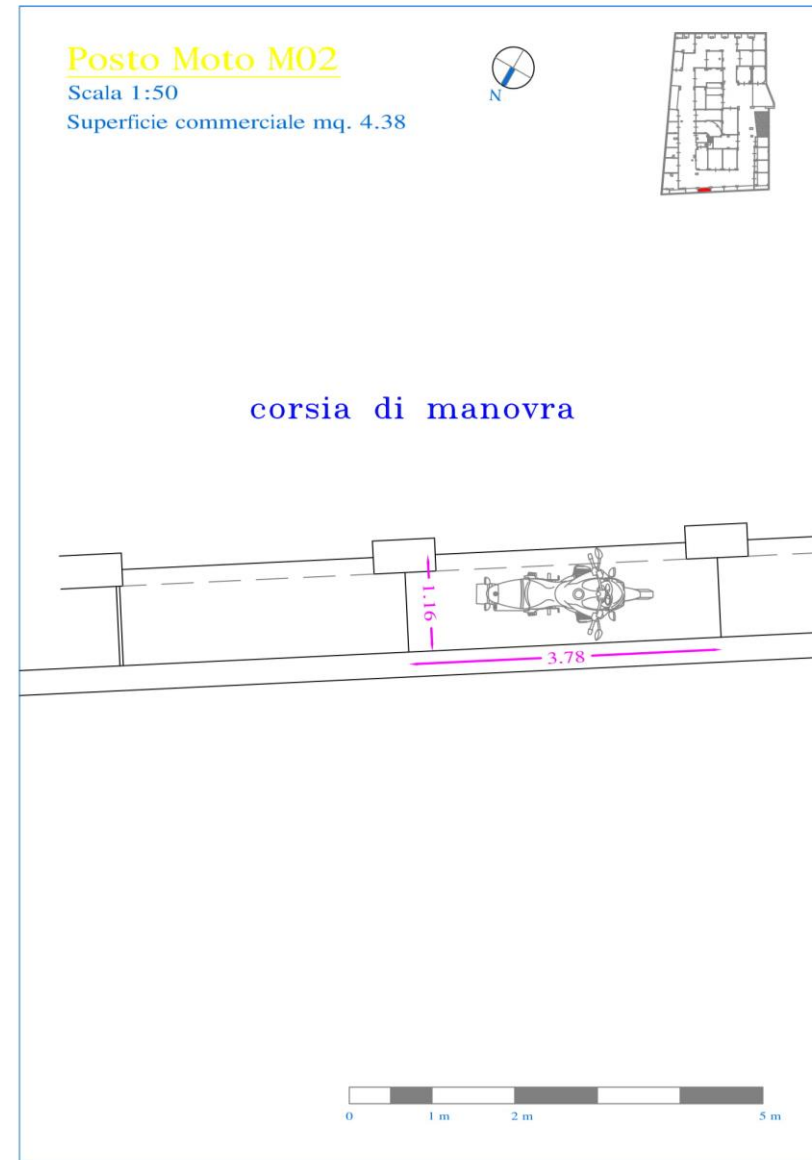 Posto Moto M02
Scala 1:50
Superficie commerciale mq. 4.38
N
corsia di manovra
1.16
3.78
0 1 m 2 m 5 m